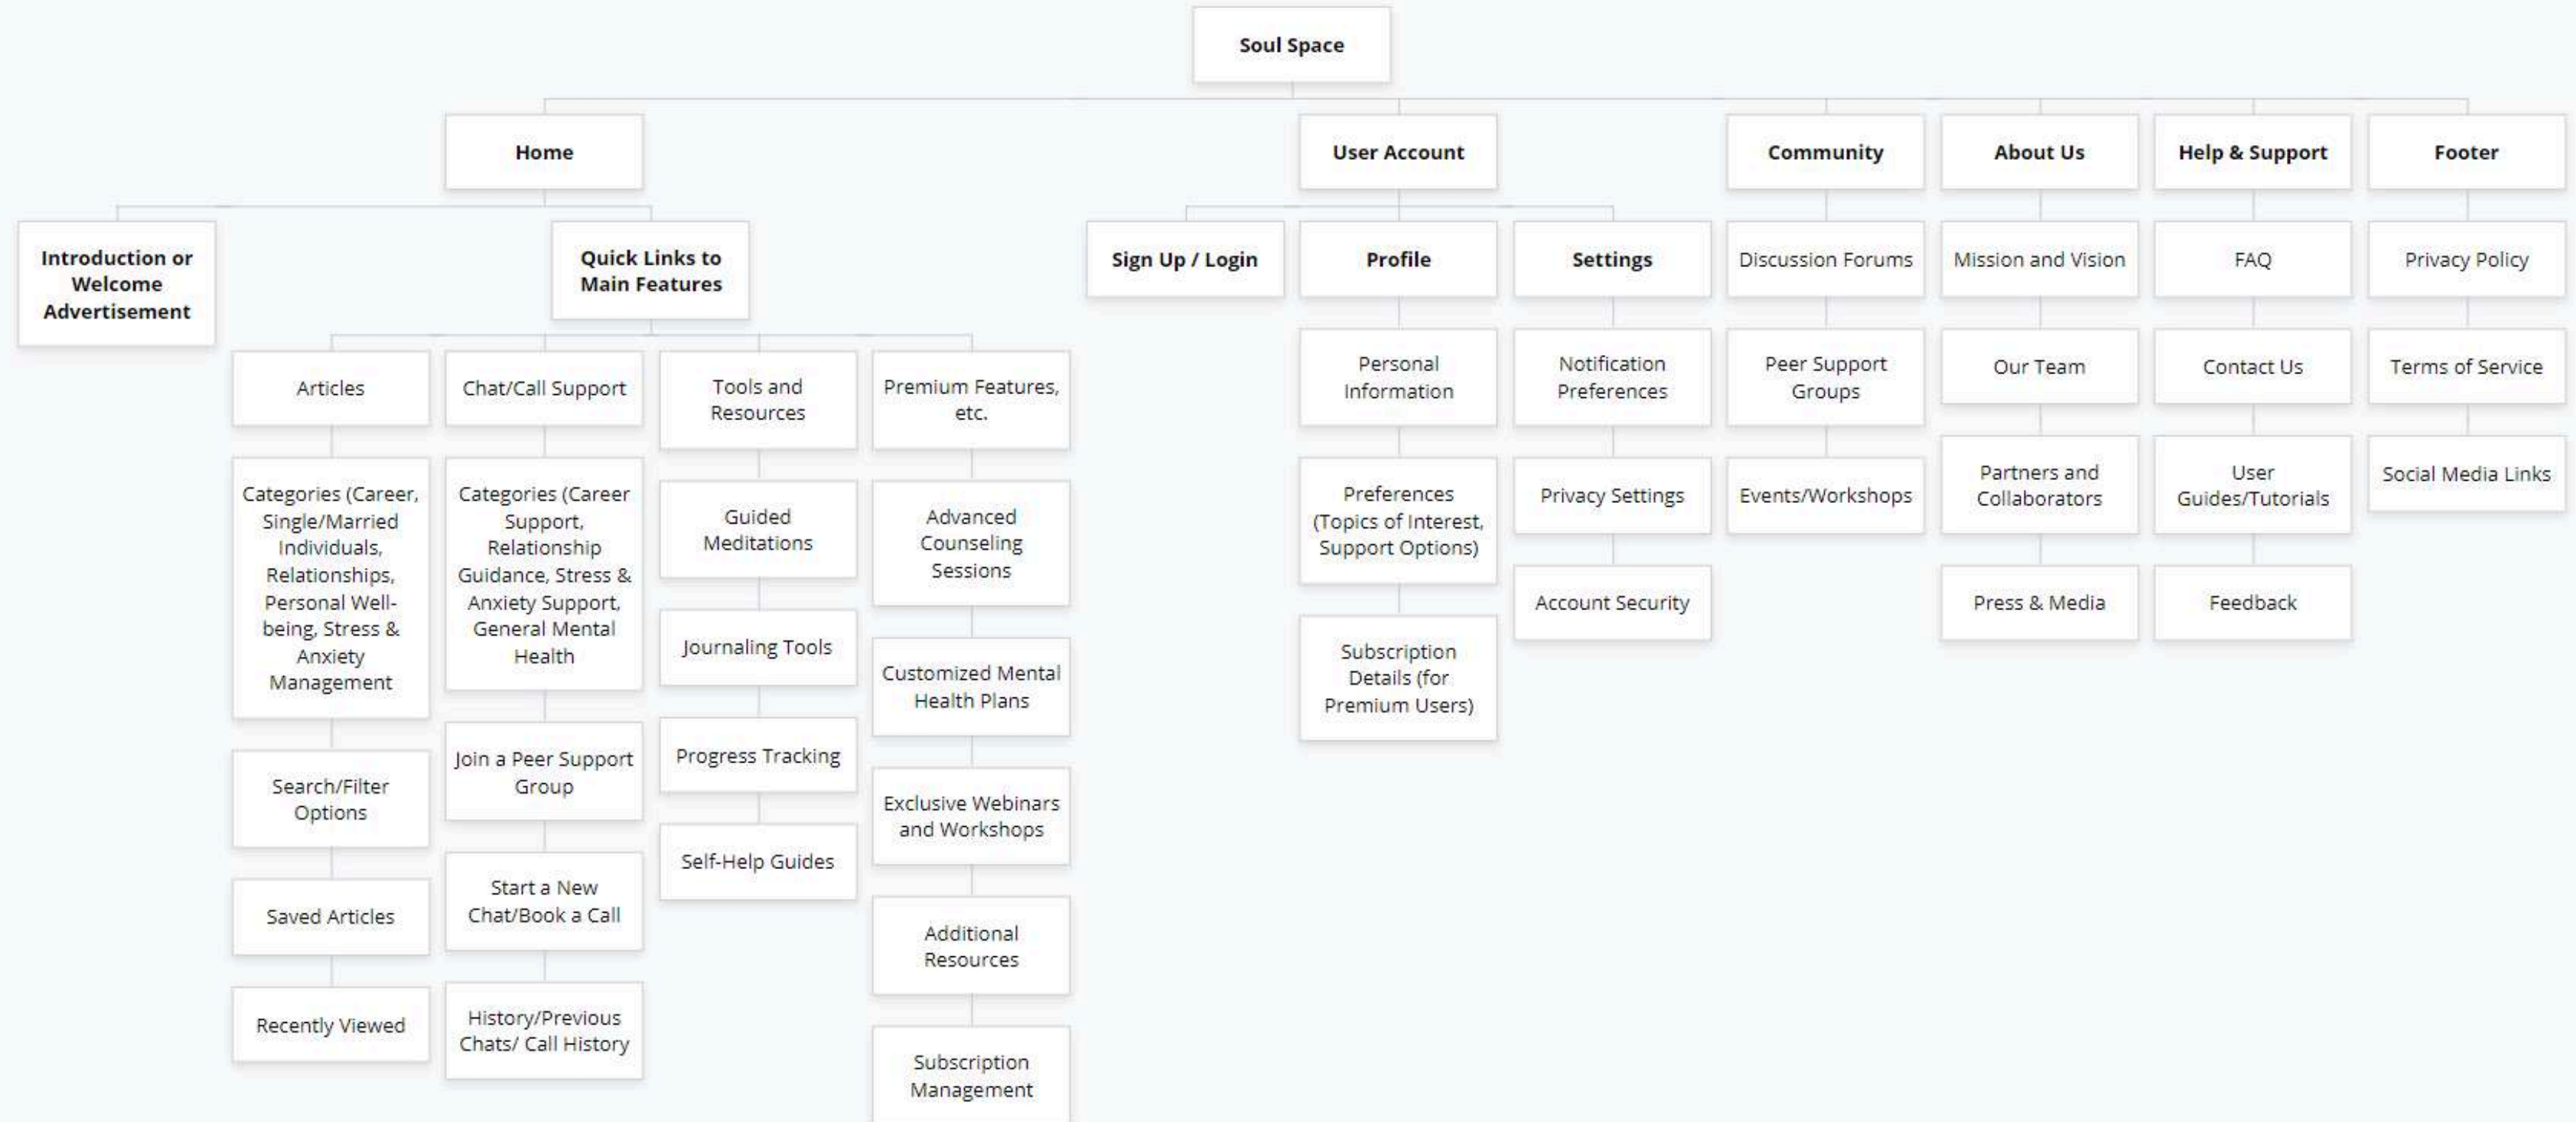 Soul Space
Home
User Account
Community
About Us
Help & Support
Footer
Introduction or
Welcome
Advertisement
Quick Links to
Main Features
Articles
Categories (Career,
Single/Married
Individuals,
Relationships,
Personal Well-
being, Stress &
Anxiety
Management
Search/Filter
Options
Saved Articles
Recently Viewed
Chat/Call Support
Categories (Career
Support,
Relationship
Guidance, Stress &
Anxiety Support,
General Mental
Health
Join a Peer Support
Group
Start a New
Chat/Book a Call
History/Previous
Chats/ Call History
Tools and
Resources
Guided
Meditations
Journaling Tools
Progress Tracking
Self-Help Guides
Premium Features,
etc.
Advanced
Counseling
Sessions
Customized Mental
Health Plans
Exclusive Webinars
and Workshops
Additional
Resources
Subscription
Management
Sign Up / Login
Profile
Personal
Information
Preferences
(Topics of Interest,
Support Options)
Subscription
Details (for
Premium Users)
Settings
Notification
Preferences
Privacy Settings
Account Security
Discussion Forums
Peer Support
Groups
Events/Workshops
Mission and Vision
Our Team
Partners and
Collaborators
Press & Media
FAQ
Contact Us
User
Guides/Tutorials
Feedback
Privacy Policy
Terms of Service
Social Media Links